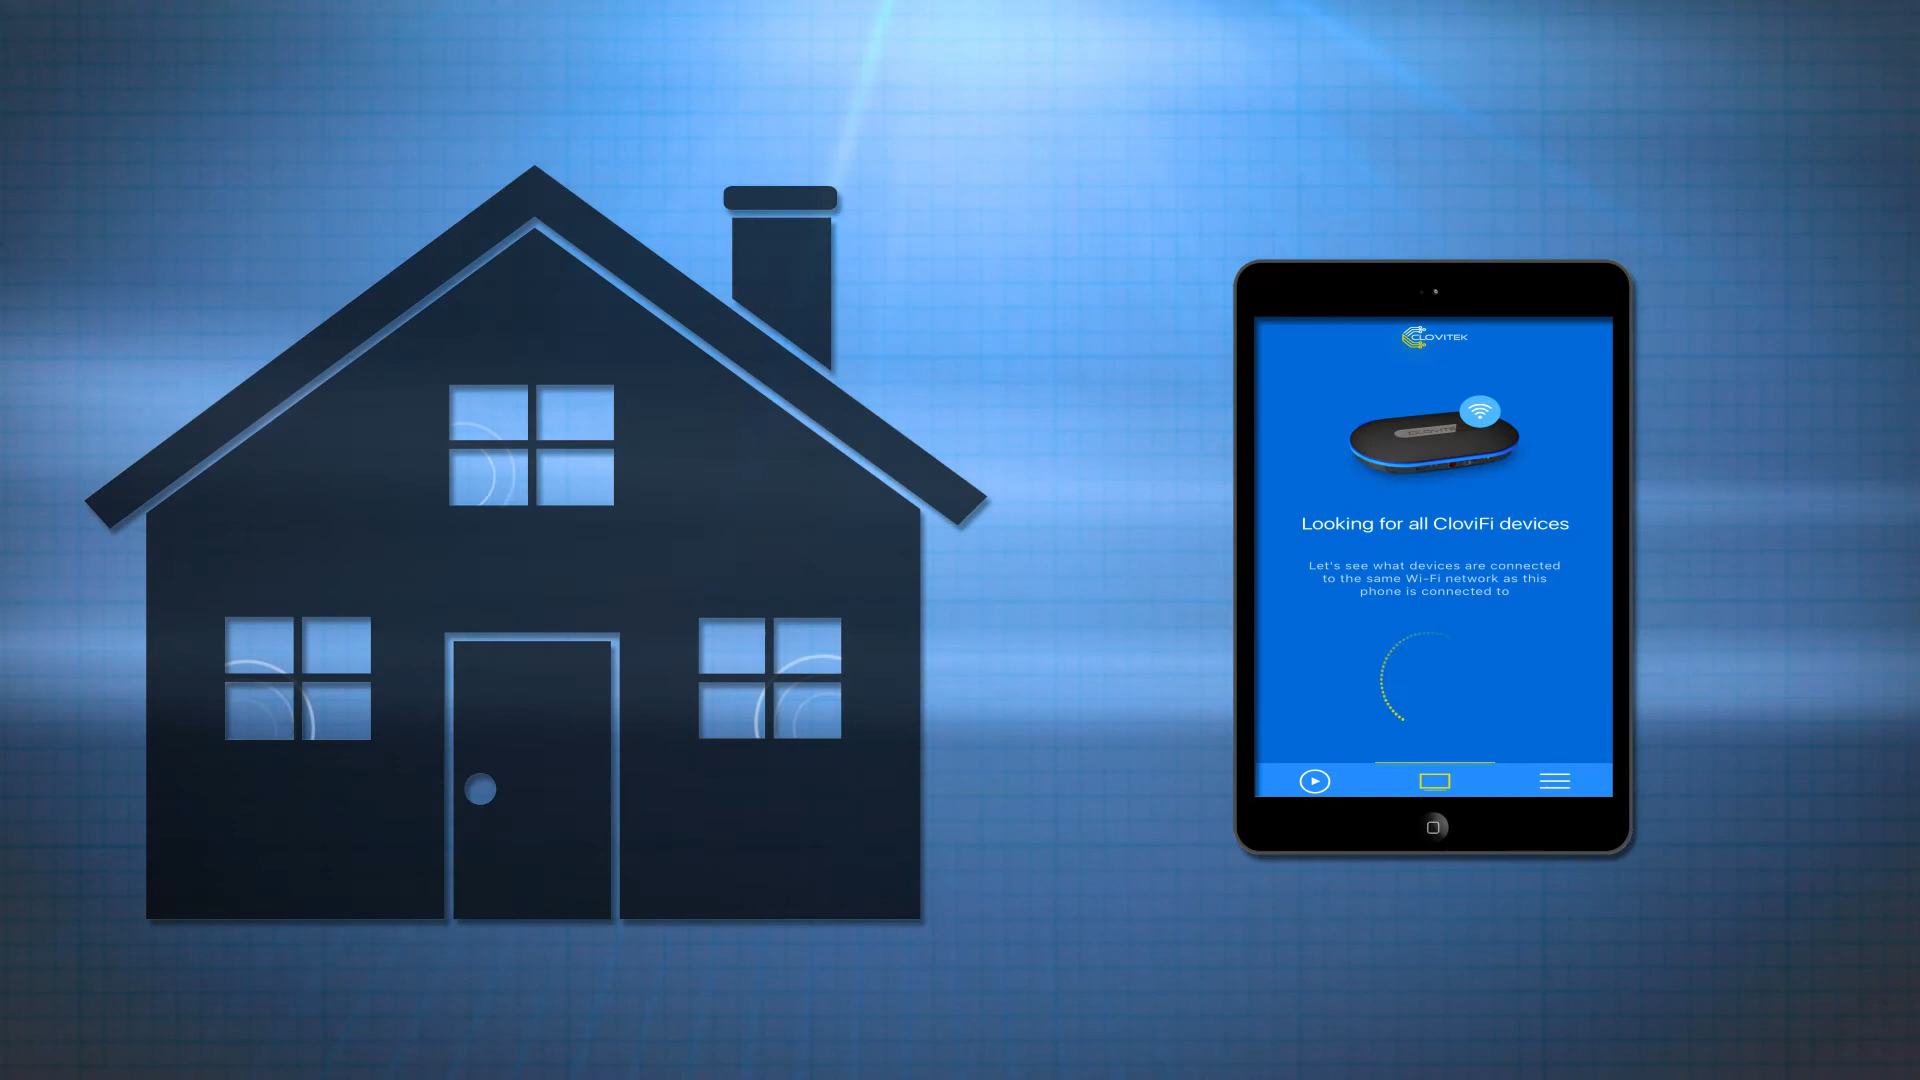 CLOVITEK
Looking for all CloviFi devices
Let's see what devices are connected
to the same Wi-Fi network as this
phone is connected to